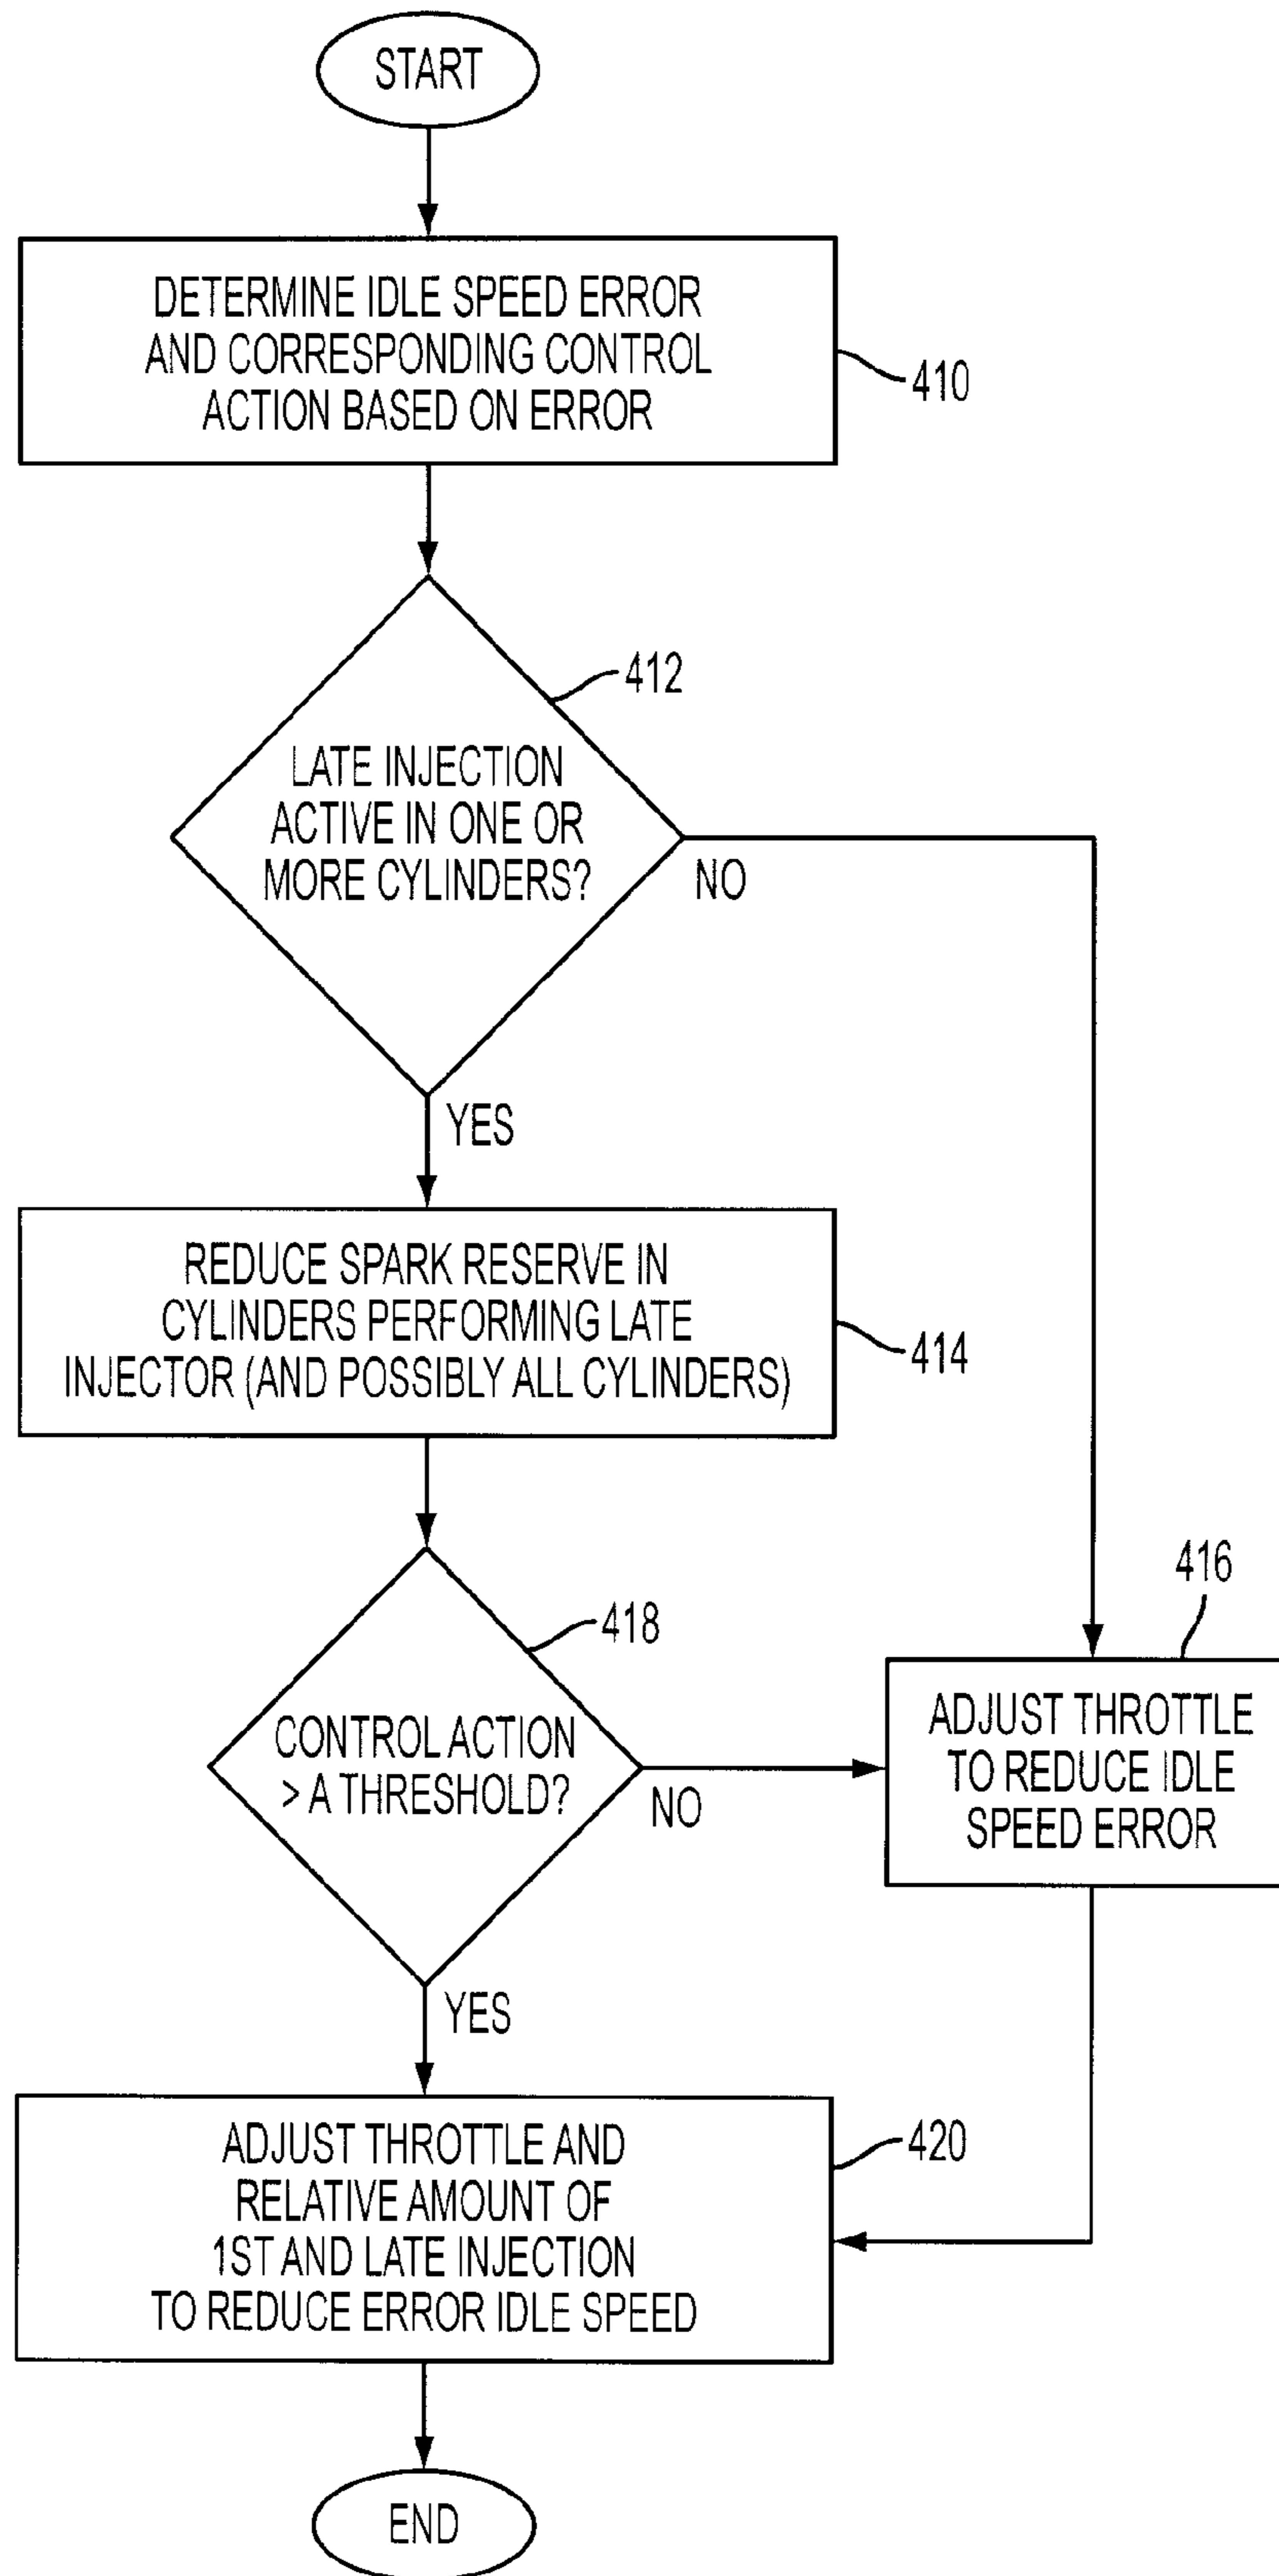 START
DETERMINE IDLE SPEED ERROR
AND CORRESPONDING CONTROL
ACTION BASED ON ERROR
410
412
LATE INJECTION
ACTIVE IN ONE OR
MORE CYLINDERS?
NO
YES
REDUCE SPARK RESERVE IN
CYLINDERS PERFORMING LATE
INJECTOR (AND POSSIBLY ALL CYLINDERS)
414
416
418
CONTROL ACTION
> A THRESHOLD?
NO
ADJUST THROTTLE
TO REDUCE IDLE
SPEED ERROR
YES
ADJUST THROTTLE AND
RELATIVE AMOUNT OF
1ST AND LATE INJECTION
TO REDUCE ERROR IDLE SPEED
420
END